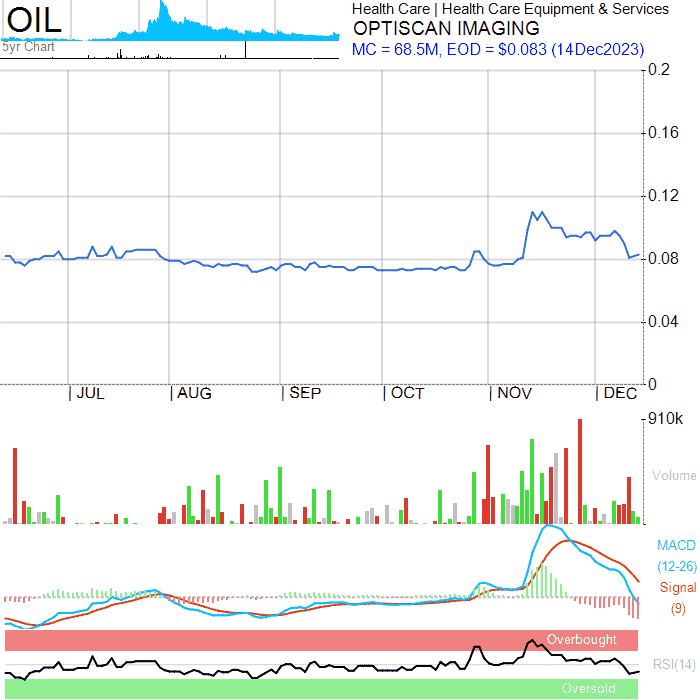 OIL
5yr Chart
Health Care | Health Care Equipment & Services
OPTISCAN IMAGING
MC = 68.5M, EOD = $0.083 (14Dec2023)
0.2
0.16
0.12
0.08
0.04
0
| JUL | AUG | SEP | OCT | NOV | DEC
910k
Volume
MACD
(12-26)
Signal
(9)
Overbought
RSI(14)
Oversold